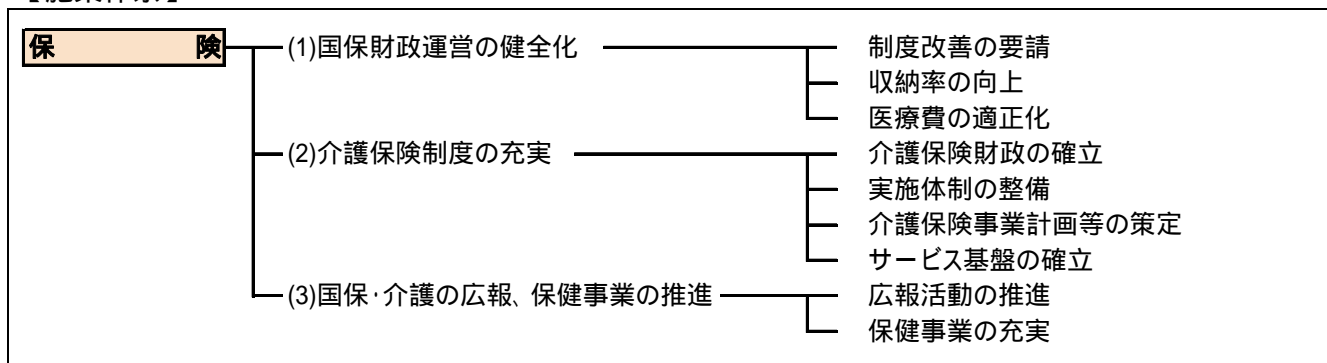 保 険 (1)国保財政運営の健全化 制度改善の要請
収納率の向上
医療費の適正化
(2)介護保険制度の充実 介護保険財政の確立
実施体制の整備
介護保険事業計画等の策定
サービス基盤の確立
(3)国保･介護の広報、保健事業の推進 広報活動の推進
保健事業の充実